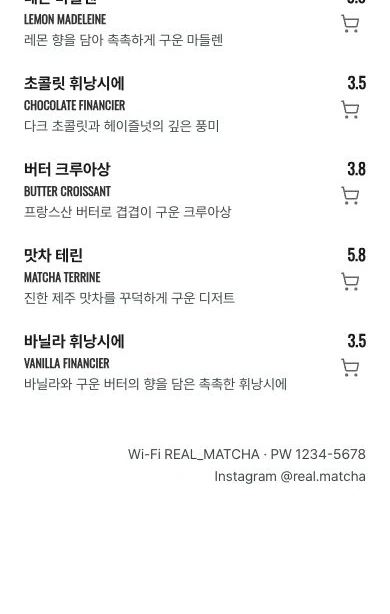 LEMON MADELEINE
레몬 향을 담아 촉촉하게 구운 마들렌
초콜릿 휘낭시에 3.5
CHOCOLATE FINANCIER
다크 초콜릿과 헤이즐넛의 깊은 풍미
버터 크루아상 3.8
BUTTER CROISSANT
프랑스산 버터로 겹겹이 구운 크루아상
맛차 테린 5.8
MATCHA TERRINE
진한 제주 맛차를 꾸덕하게 구운 디저트
바닐라 휘낭시에 3.5
VANILLA FINANCIER
바닐라와 구운 버터의 향을 담은 촉촉한 휘낭시에
Wi-Fi REAL_MATCHA · PW 1234-5678
Instagram @real.matcha